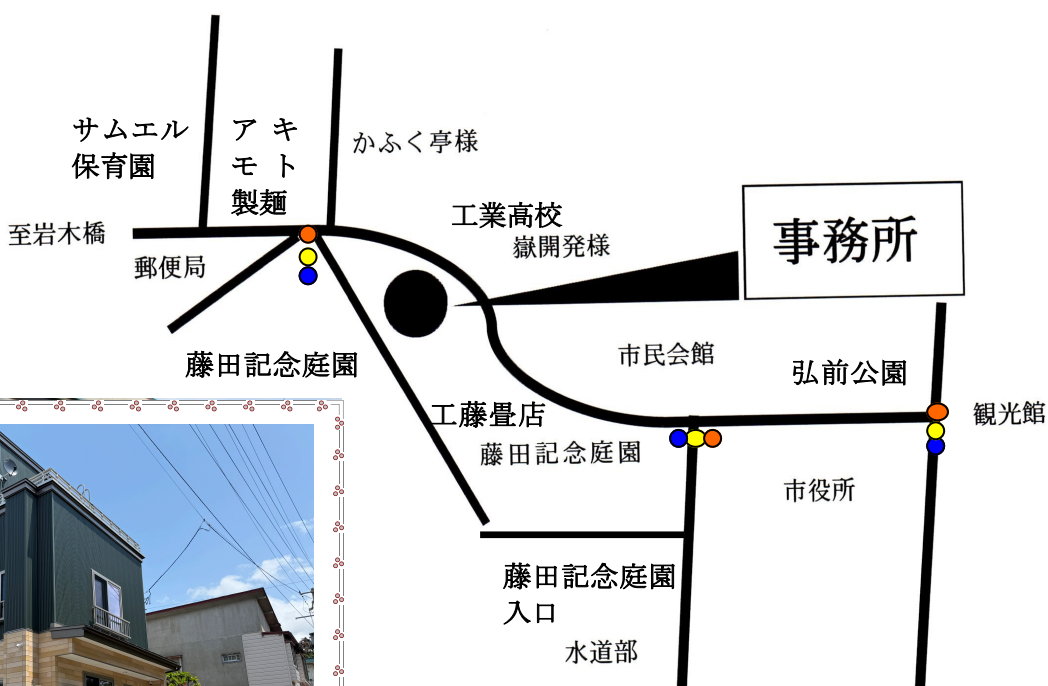 サムエル
保育園
アキ
モト
製麺
かふく亭様
至岩木橋
郵便局
工業高校
嶽開発様
事務所
藤田記念庭園
市民会館
弘前公園
工藤畳店
観光館
藤田記念庭園
市役所
藤田記念庭園
入口
水道部